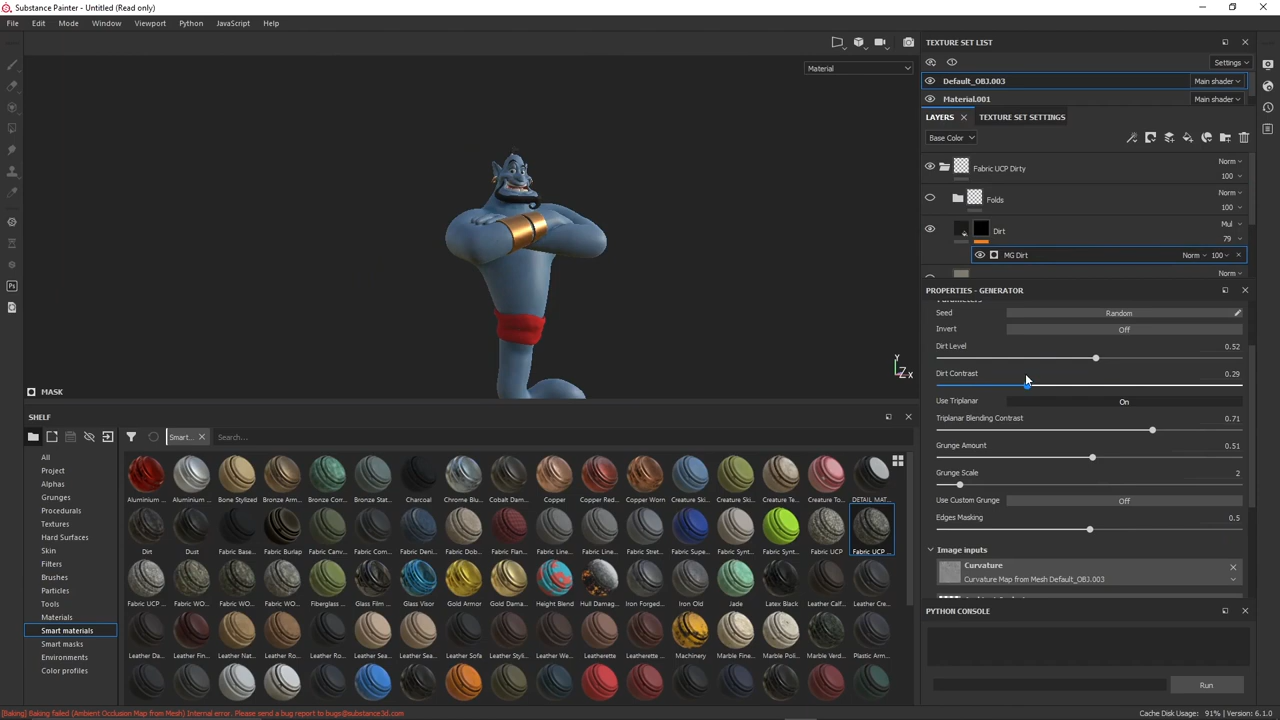 Substance Painter - Untitled (Read only)
File Edit Mode Window Viewport Python JavaScript Help
Material
Y
Z X
MASK
TEXTURE SET LIST
Settings
Default_OBJ.003 Main shader
Material.001 Main shader
LAYERS TEXTURE SET SETTINGS
Base Color
Fabric UCP Dirty Norm 100
Folds Norm 100
Dirt Mul 79
MG Dirt Norm 100
Norm
PROPERTIES - GENERATOR
Parameters
Seed Random
Invert Off
Dirt Level 0.52
Dirt Contrast 0.29
Use Triplanar On
Triplanar Blending Contrast 0.71
Grunge Amount 0.51
Grunge Scale 2
Use Custom Grunge Off
Edges Masking 0.5
Image inputs
Curvature
Curvature Map from Mesh Default_OBJ.003
PYTHON CONSOLE
Run
SHELF
Smart... Search...
All
Project
Alphas
Grunges
Procedurals
Textures
Hard Surfaces
Skin
Filters
Brushes
Particles
Tools
Materials
Smart materials
Smart masks
Environments
Color profiles
Aluminium ... Aluminium ... Bone Stylized Bronze Arm... Bronze Corr... Bronze Stat... Charcoal Chrome Blu... Cobalt Dam... Copper Copper Red... Copper Worn Creature Sk... Creature Ski... Creature Te... Creature To... DETAIL MAT...
Dirt Dust Fabric Base... Fabric Burlap Fabric Canv... Fabric Com... Fabric Deni... Fabric Dob... Fabric Flan... Fabric Line... Fabric Line... Fabric Stret... Fabric Supe... Fabric Synt... Fabric Synt... Fabric UCP Fabric UCP ...
Fabric UCP ... Fabric WO... Fabric WO... Fabric WO... Fiberglass ... Glass Film ... Glass Visor Gold Armor Gold Dama... Height Blend Hull Damag... Iron Forged... Iron Old Jade Latex Black Leather Calf... Leather Cre...
Leather Da... Leather Fin... Leather Nat... Leather Ro... Leather Ro... Leather Sea... Leather Sea... Leather Sofa Leather Styl... Leather We... Leatherette Leatherette ... Machinery Marble Fine... Marble Poli... Marble Verd... Plastic Arm...
[Baking] Baking failed (Ambient Occlusion Map from Mesh) Internal error. Please send a bug report to bugs@substance3d.com
Cache Disk Usage: 91% | Version: 6.1.0